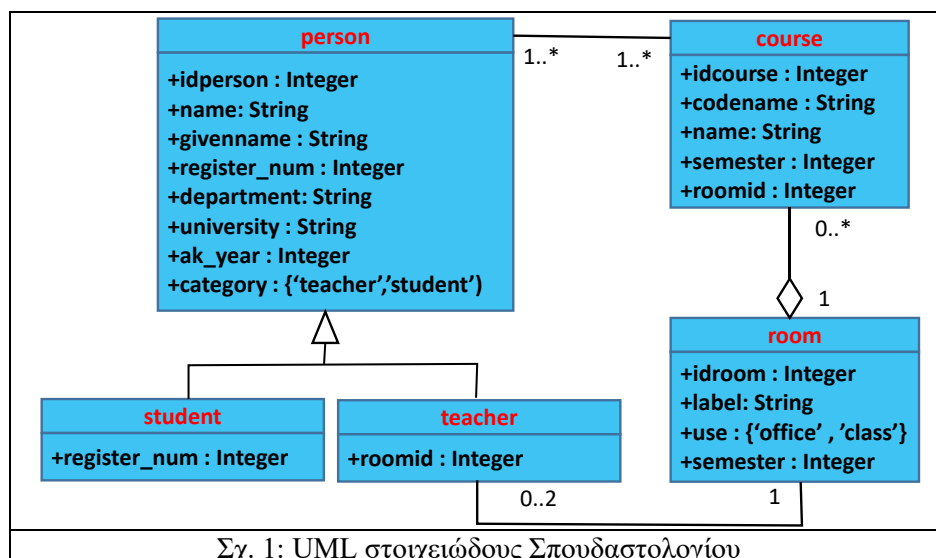 person
+idperson : Integer
+name: String
+givenname : String
+register_num : Integer
+department: String
+university : String
+ak_year : Integer
+category : {‘teacher’,‘student’)
1..*
1..*
course
+idcourse : Integer
+codename : String
+name: String
+semester : Integer
+roomid : Integer
0..*
1
room
+idroom : Integer
+label: String
+use : {‘office’ , ’class’}
+semester : Integer
student
+register_num : Integer
teacher
+roomid : Integer
0..2
1
Σχ. 1: UML στοιχειώδους Σπουδαστολογίου